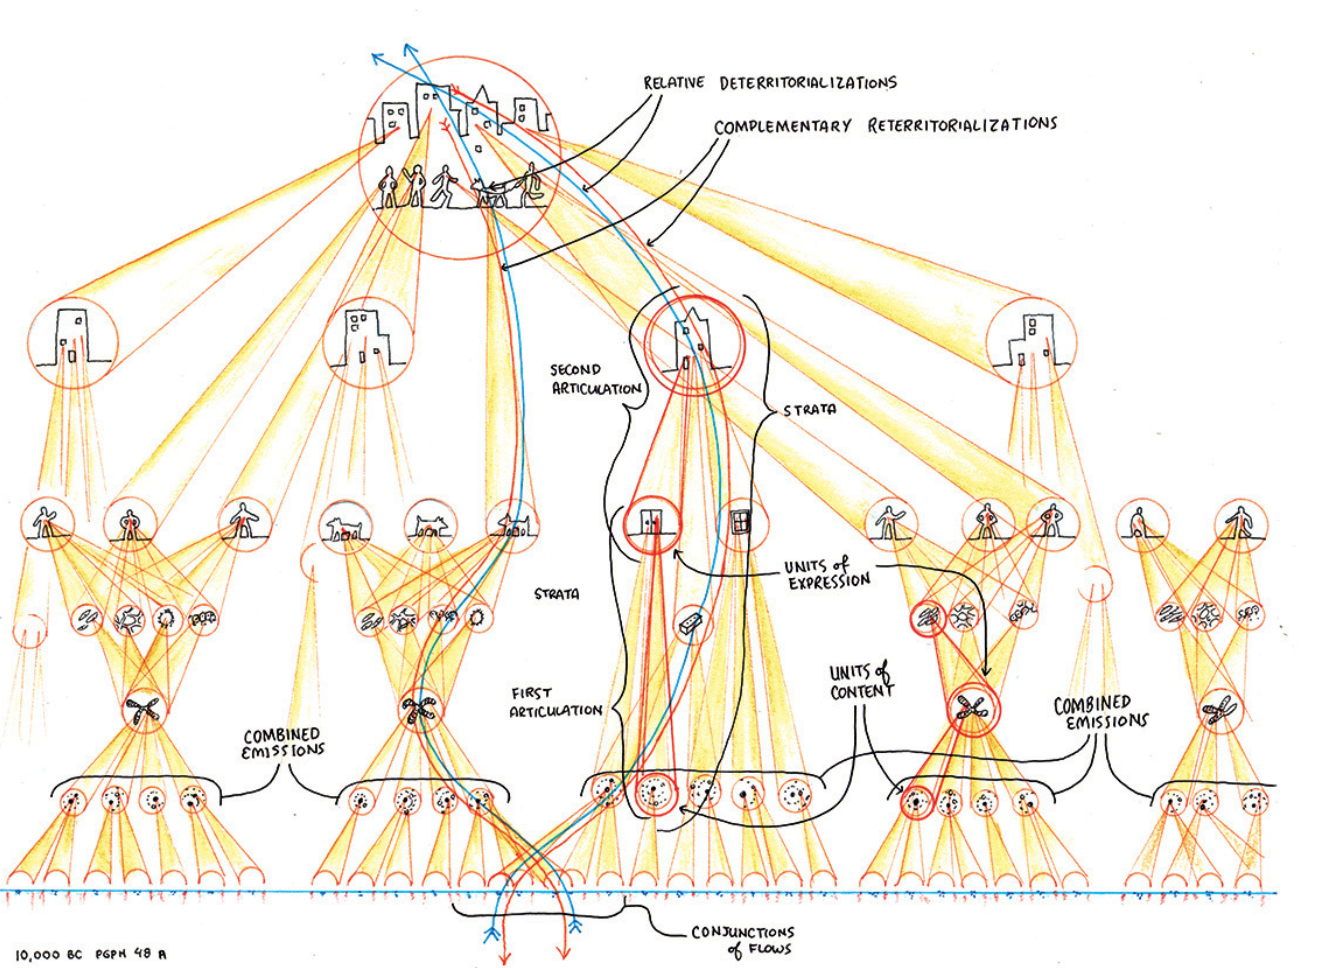 RELATIVE DETERRITORIALIZATIONS
COMPLEMENTARY RETERRITORIALIZATIONS
SECOND
ARTICULATION
STRATA
UNITS of
EXPRESSION
STRATA
UNITS of
CONTENT
FIRST
ARTICULATION
COMBINED
EMISSIONS
COMBINED
EMISSIONS
CONJUNCTIONS
of FLOWS
10,000 BC PGPH 48 A